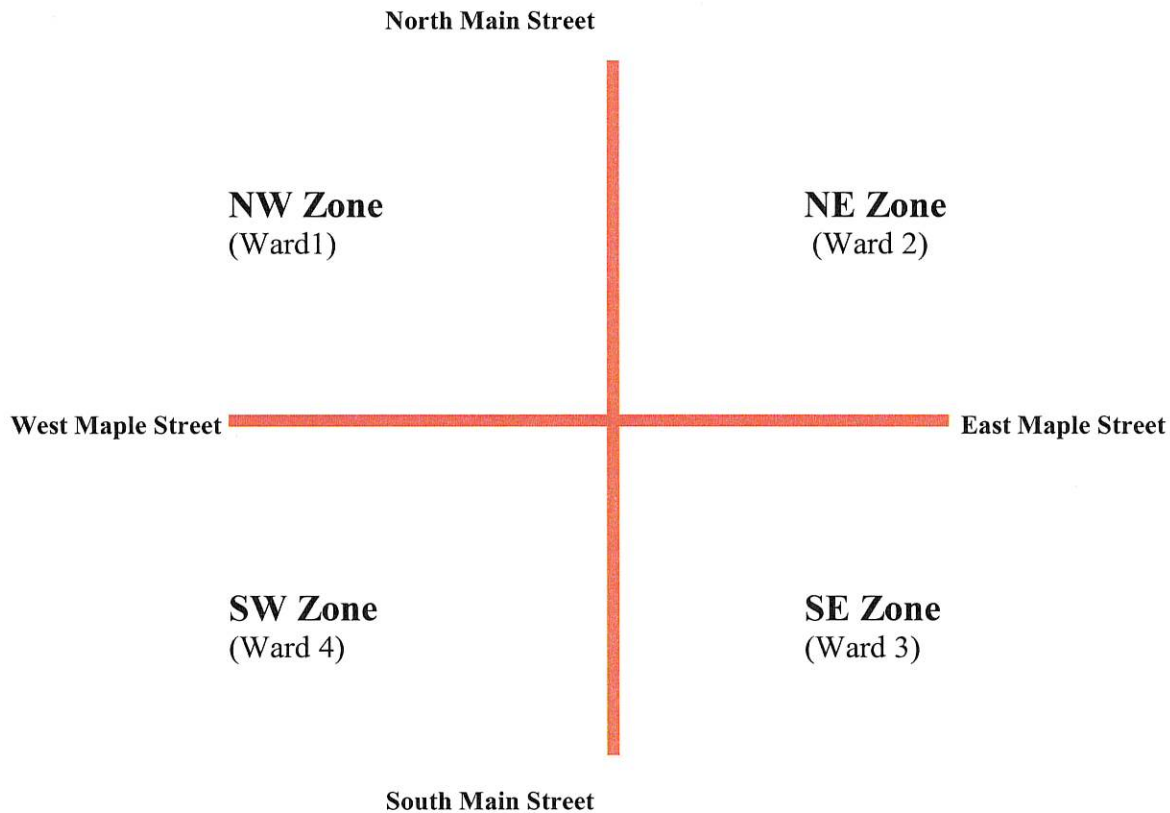 North Main Street
NW Zone
(Ward1)
NE Zone
(Ward 2)
West Maple Street
East Maple Street
SW Zone
(Ward 4)
SE Zone
(Ward 3)
South Main Street